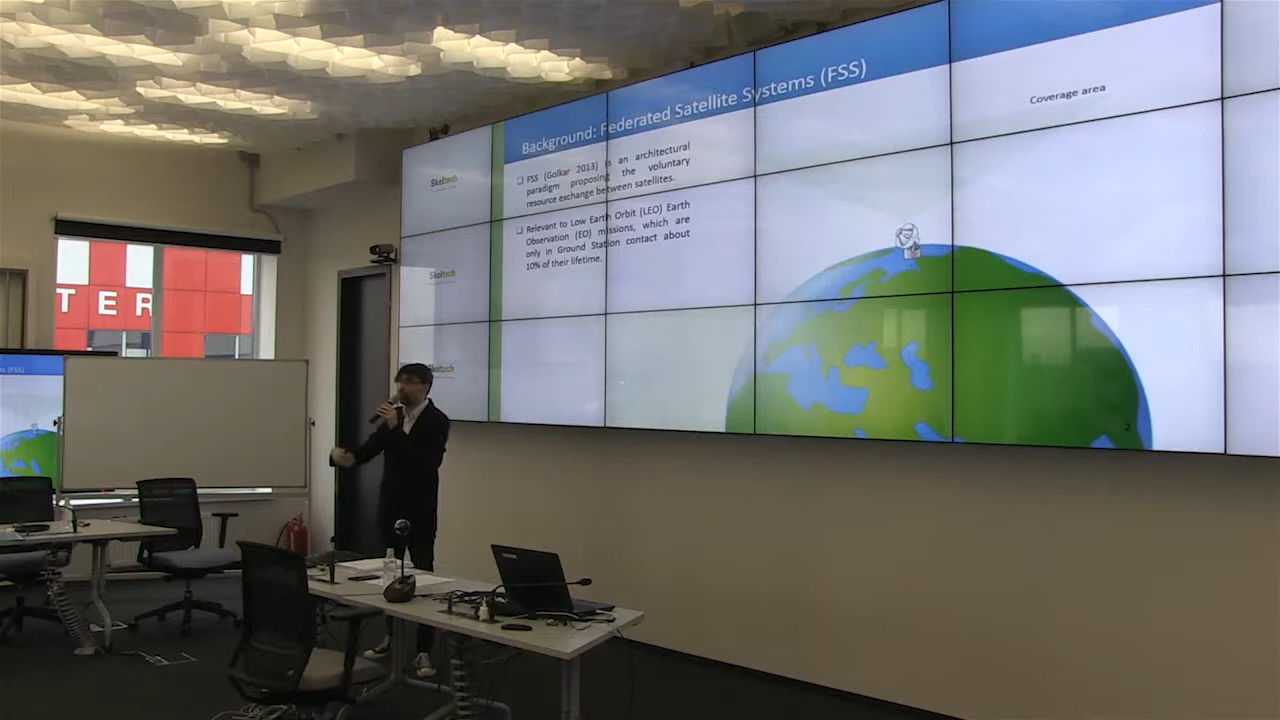 Background: Federated Satellite Systems (FSS)
Coverage area
Skoltech
❑ FSS (Golkar 2013) is an architectural
paradigm proposing the voluntary
resource exchange between satellites.
❑ Relevant to Low Earth Orbit (LEO) Earth
Observation (EO) missions, which are
only in Ground Station contact about
10% of their lifetime.
Skoltech
Skoltech
2
TER
(FSS)